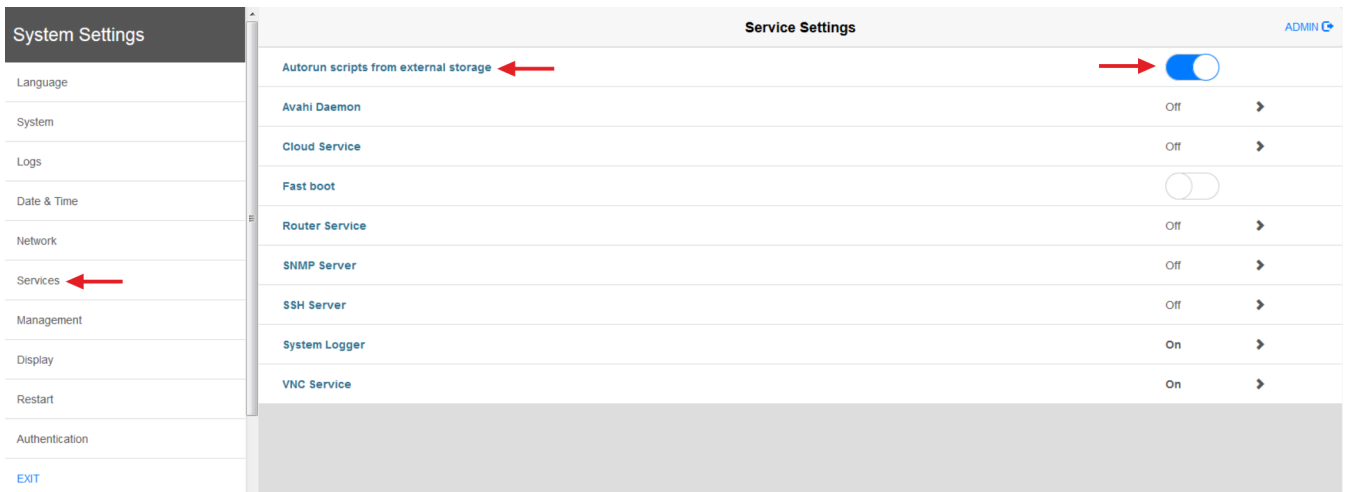 System Settings
Language
System
Logs
Date & Time
Network
Services
Management
Display
Restart
Authentication
EXIT
Service Settings
ADMIN
Autorun scripts from external storage
Avahi Daemon Off
Cloud Service Off
Fast boot
Router Service Off
SNMP Server Off
SSH Server Off
System Logger On
VNC Service On